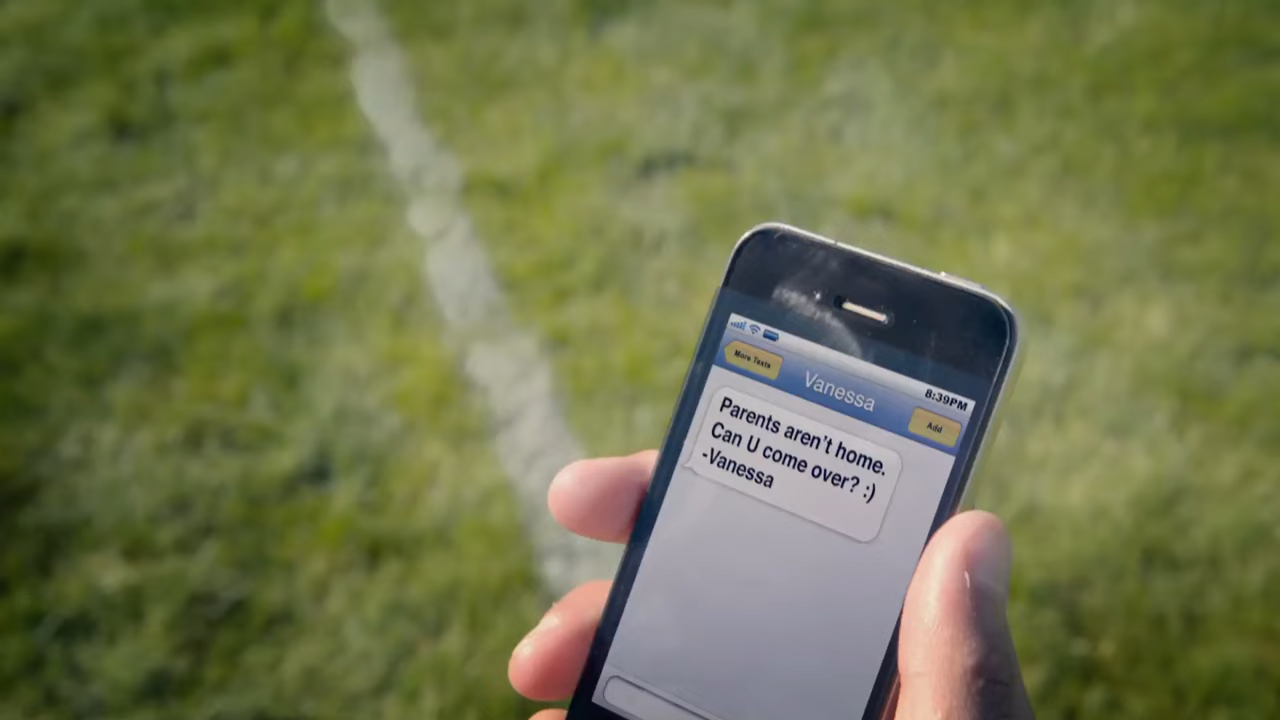 8:39PM
More Texts
Vanessa
Add
Parents aren't home.
Can U come over? :)
-Vanessa